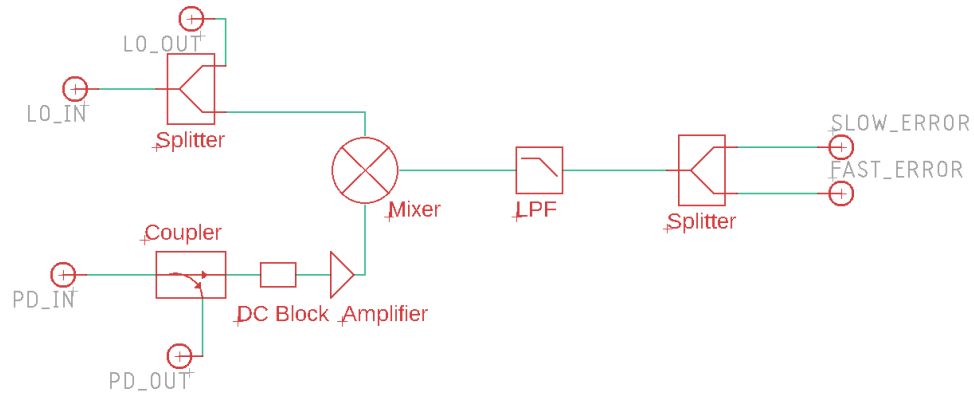 LO_OUT
LO_IN
Splitter
SLOW_ERROR
FAST_ERROR
Mixer
LPF
Splitter
Coupler
PD_IN
DC Block
Amplifier
PD_OUT